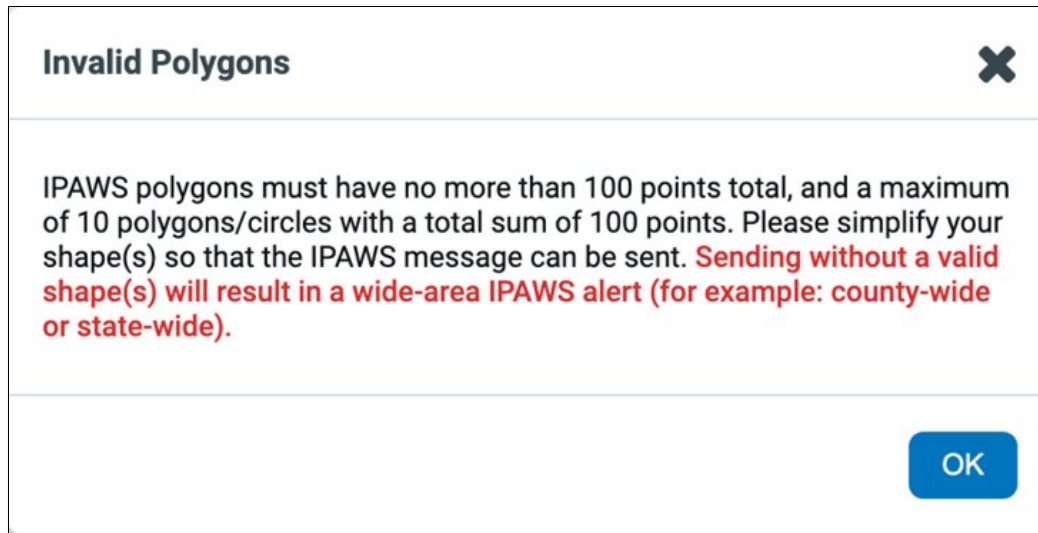 Invalid Polygons
IPAWS polygons must have no more than 100 points total, and a maximum
of 10 polygons/circles with a total sum of 100 points. Please simplify your
shape(s) so that the IPAWS message can be sent. Sending without a valid
shape(s) will result in a wide-area IPAWS alert (for example: county-wide
or state-wide).
OK